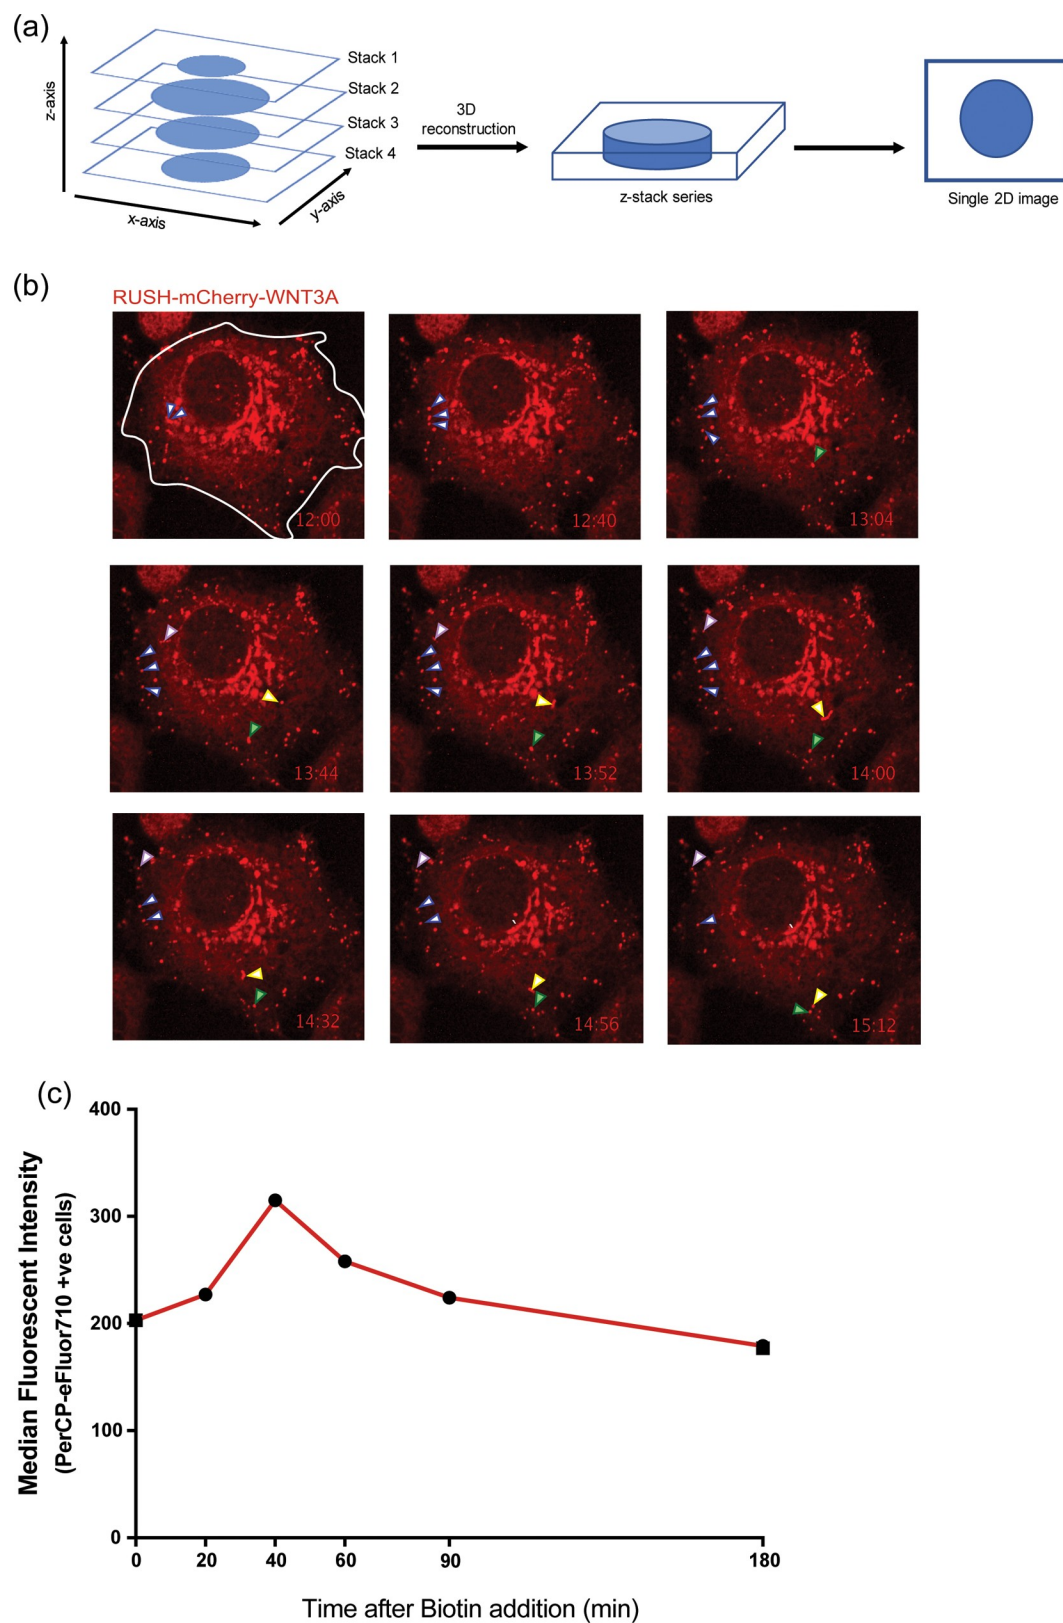 (a)
z-axis
Stack 1
Stack 2
Stack 3
Stack 4
x-axis
y-axis
3D
reconstruction
z-stack series
Single 2D image
(b)
RUSH-mCherry-WNT3A
12:00
12:40
13:04
13:44
13:52
14:00
14:32
14:56
15:12
(c)
Median Fluorescent Intensity
(PerCP-eFluor710 +ve cells)
400
300
200
100
0
0 20 40 60 90 180
Time after Biotin addition (min)